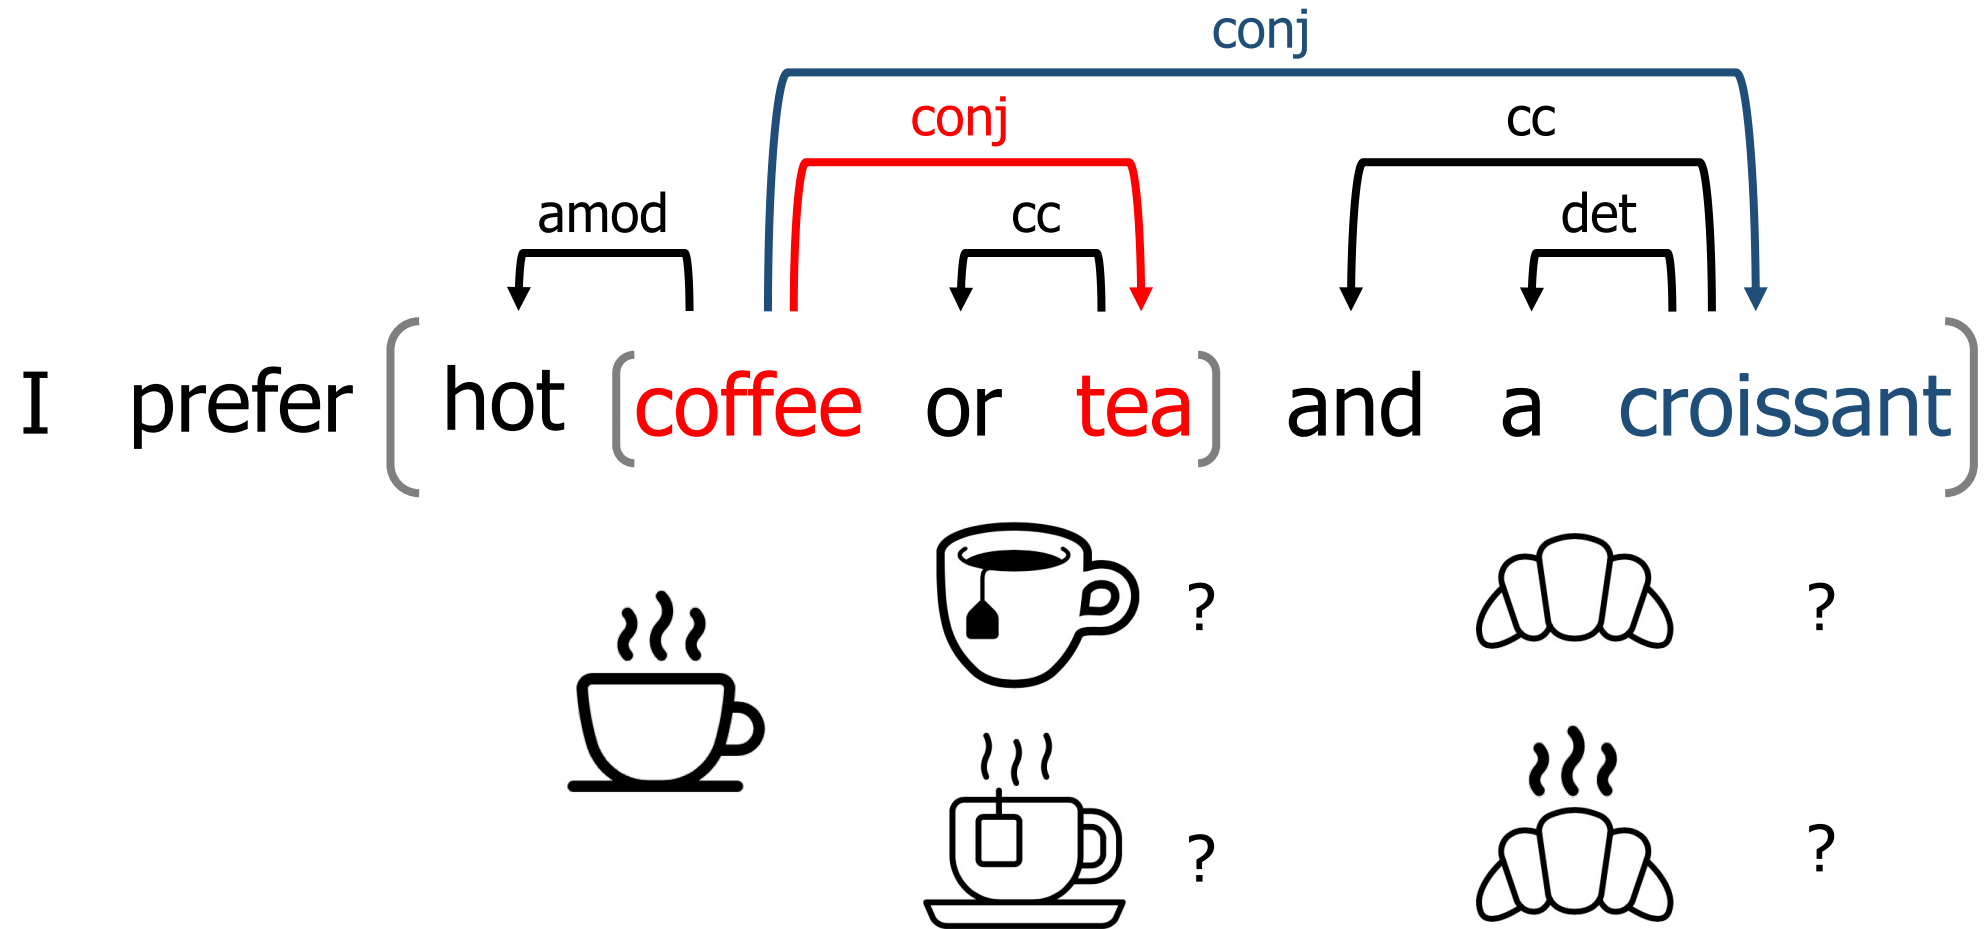 conj
conj cc
amod cc det
I prefer hot coffee or tea and a croissant
? ?
? ?